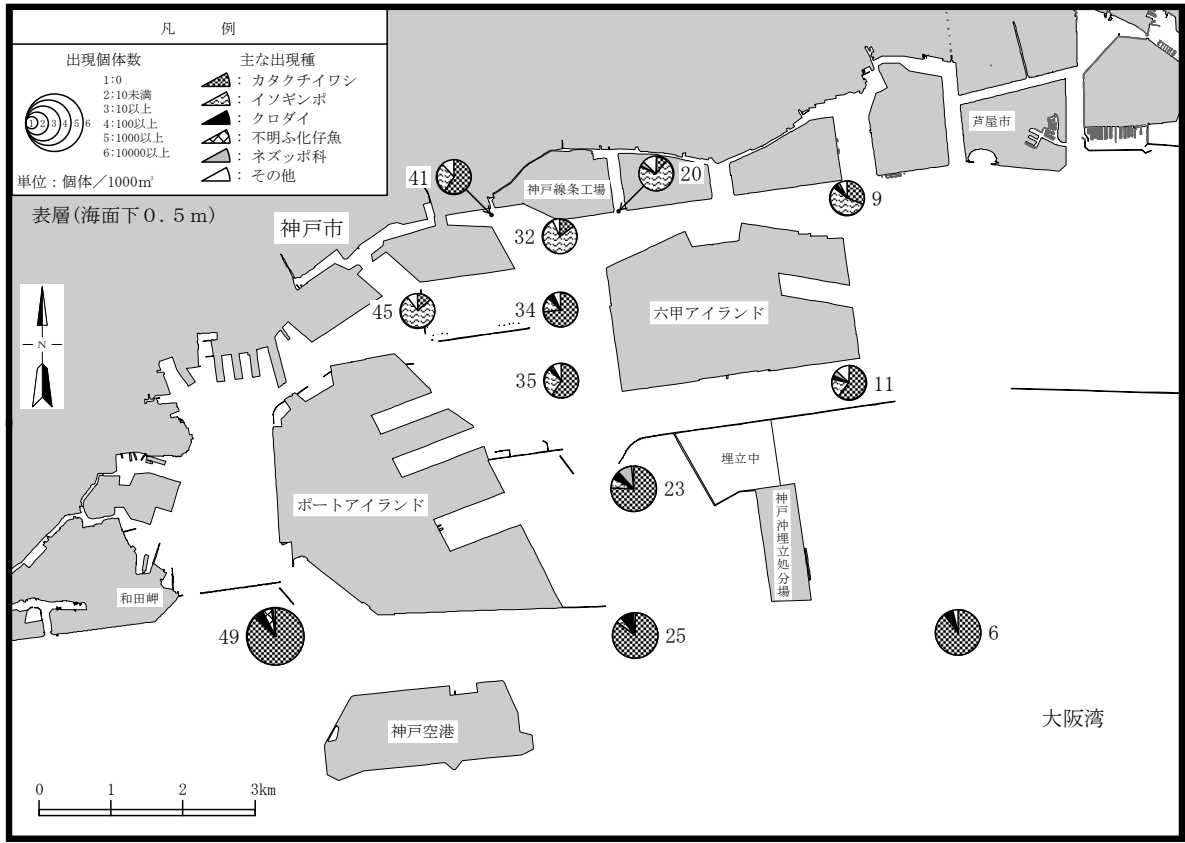 凡 例
出現個体数
1:0
2:10未満
3:10以上
4:100以上
5:1000以上
6:10000以上
1 2 3 4 5 6
単位：個体／1000㎥
主な出現種
：カタクチイワシ
：イソギンポ
：クロダイ
：不明ふ化仔魚
：ネズッポ科
：その他
表層(海面下０.５ｍ)
芦屋市
41
神戸線条工場
20
9
神戸市
32
N
45
34
六甲アイランド
35
11
埋立中
23
ポートアイランド
神戸沖埋立処分場
和田岬
49
25
6
大阪湾
神戸空港
0 1 2 3km